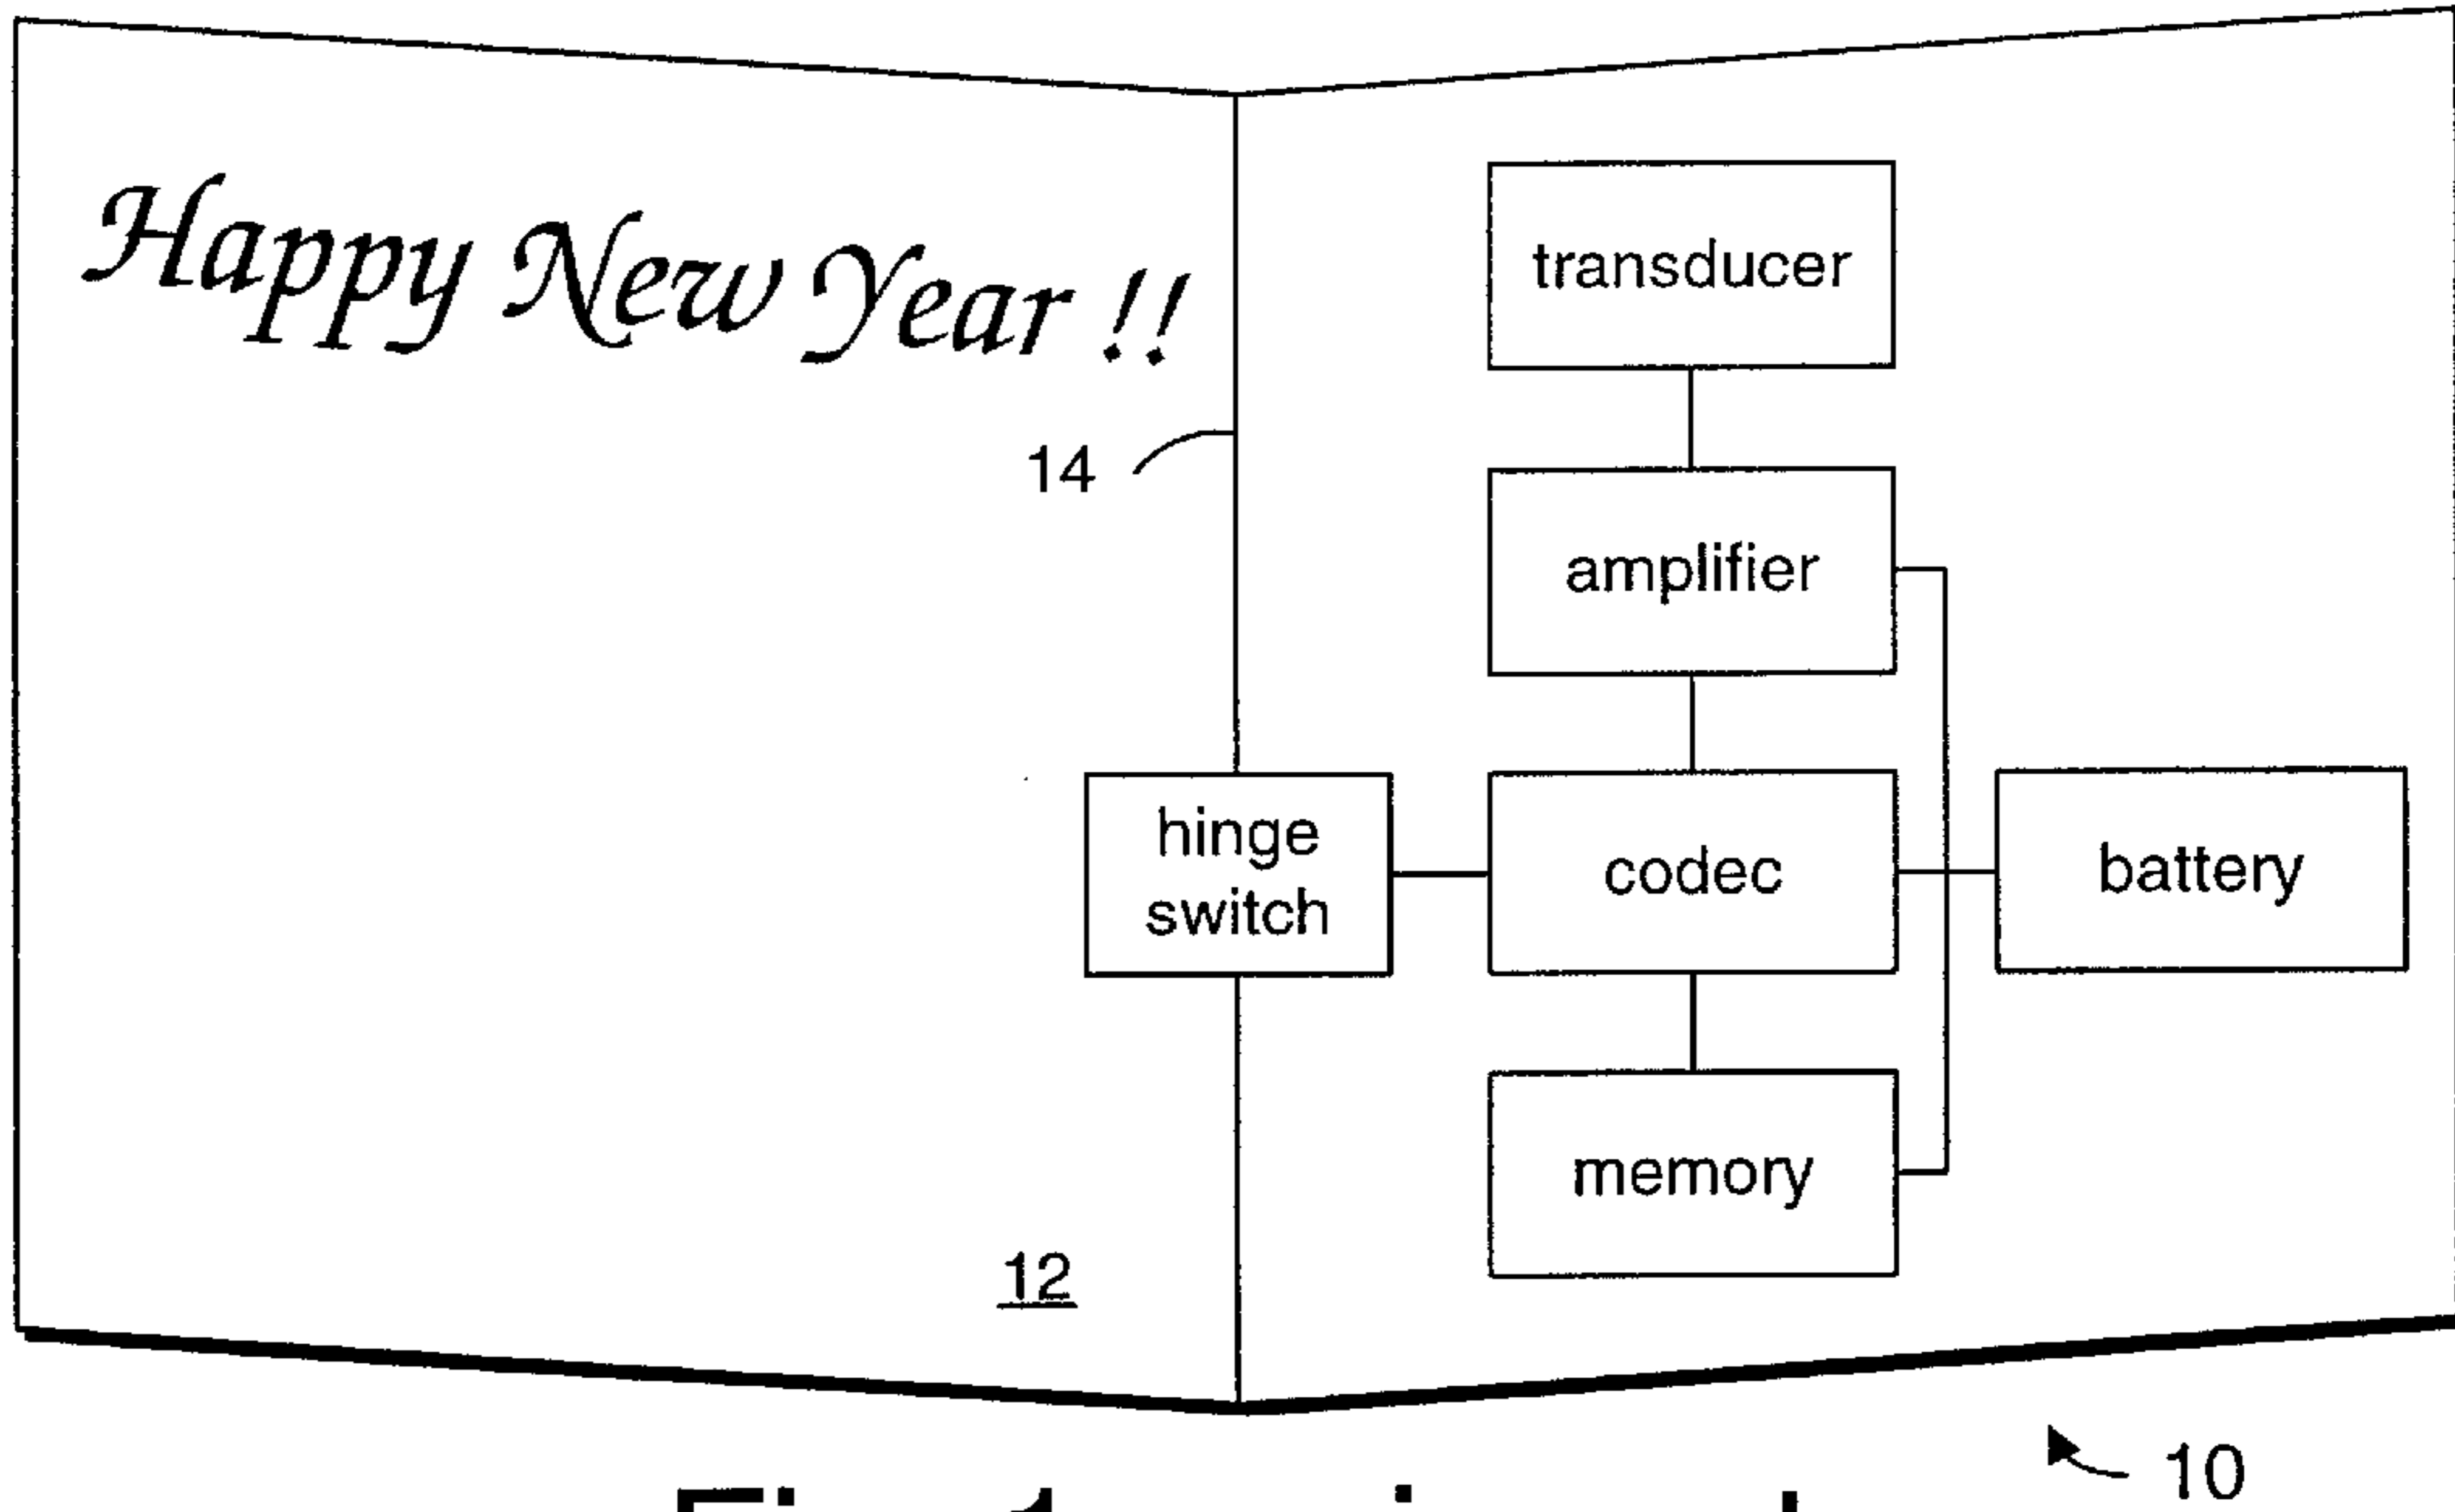 Happy New Year !!
transducer
14
amplifier
hinge
switch
codec
battery
memory
12
10